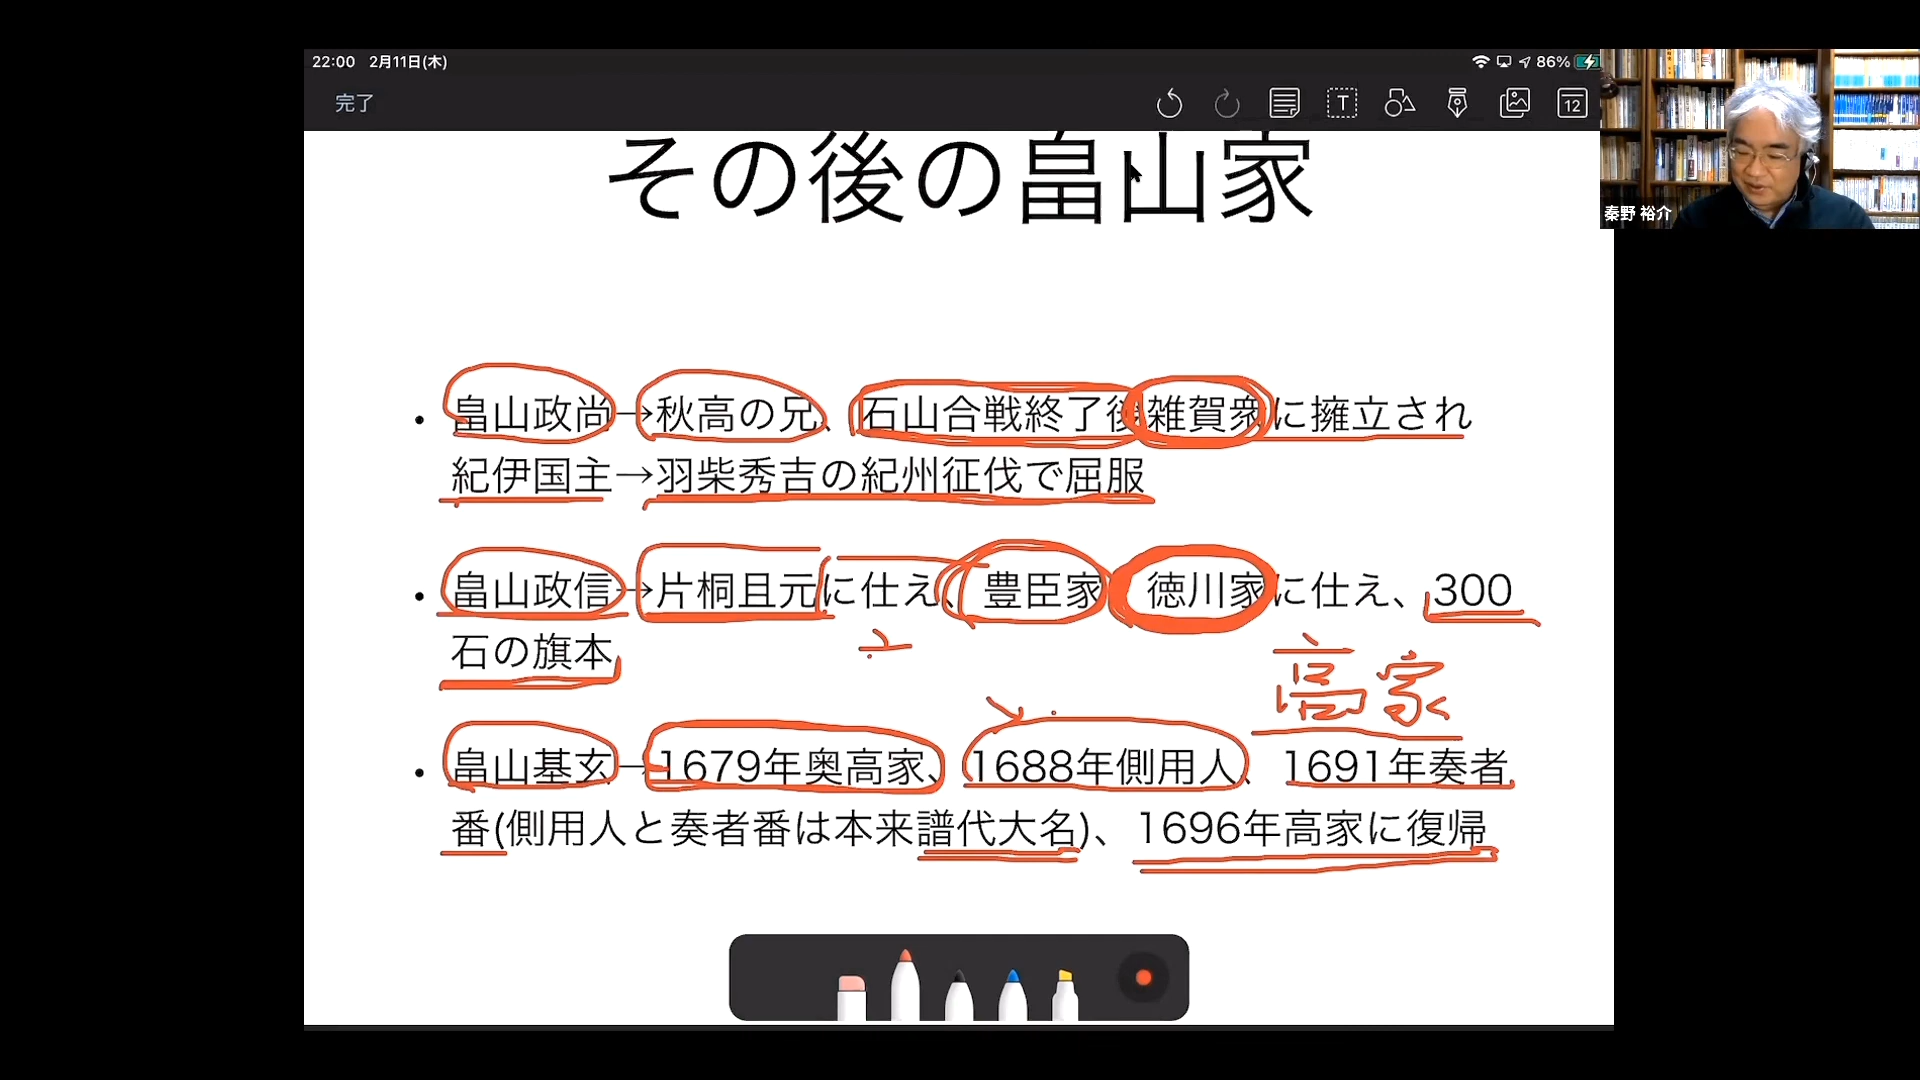 22:00 2月11日(木)
86%
完了
T
12
秦野 裕介
その後の畠山家
• 畠山政尚→秋高の兄、石山合戦終了後雑賀衆に擁立され
紀伊国主→羽柴秀吉の紀州征伐で屈服
• 畠山政信→片桐且元に仕え、豊臣家 徳川家に仕え、300
石の旗本
高家
• 畠山基玄→1679年奥高家、1688年側用人、1691年奏者
番(側用人と奏者番は本来譜代大名)、1696年高家に復帰